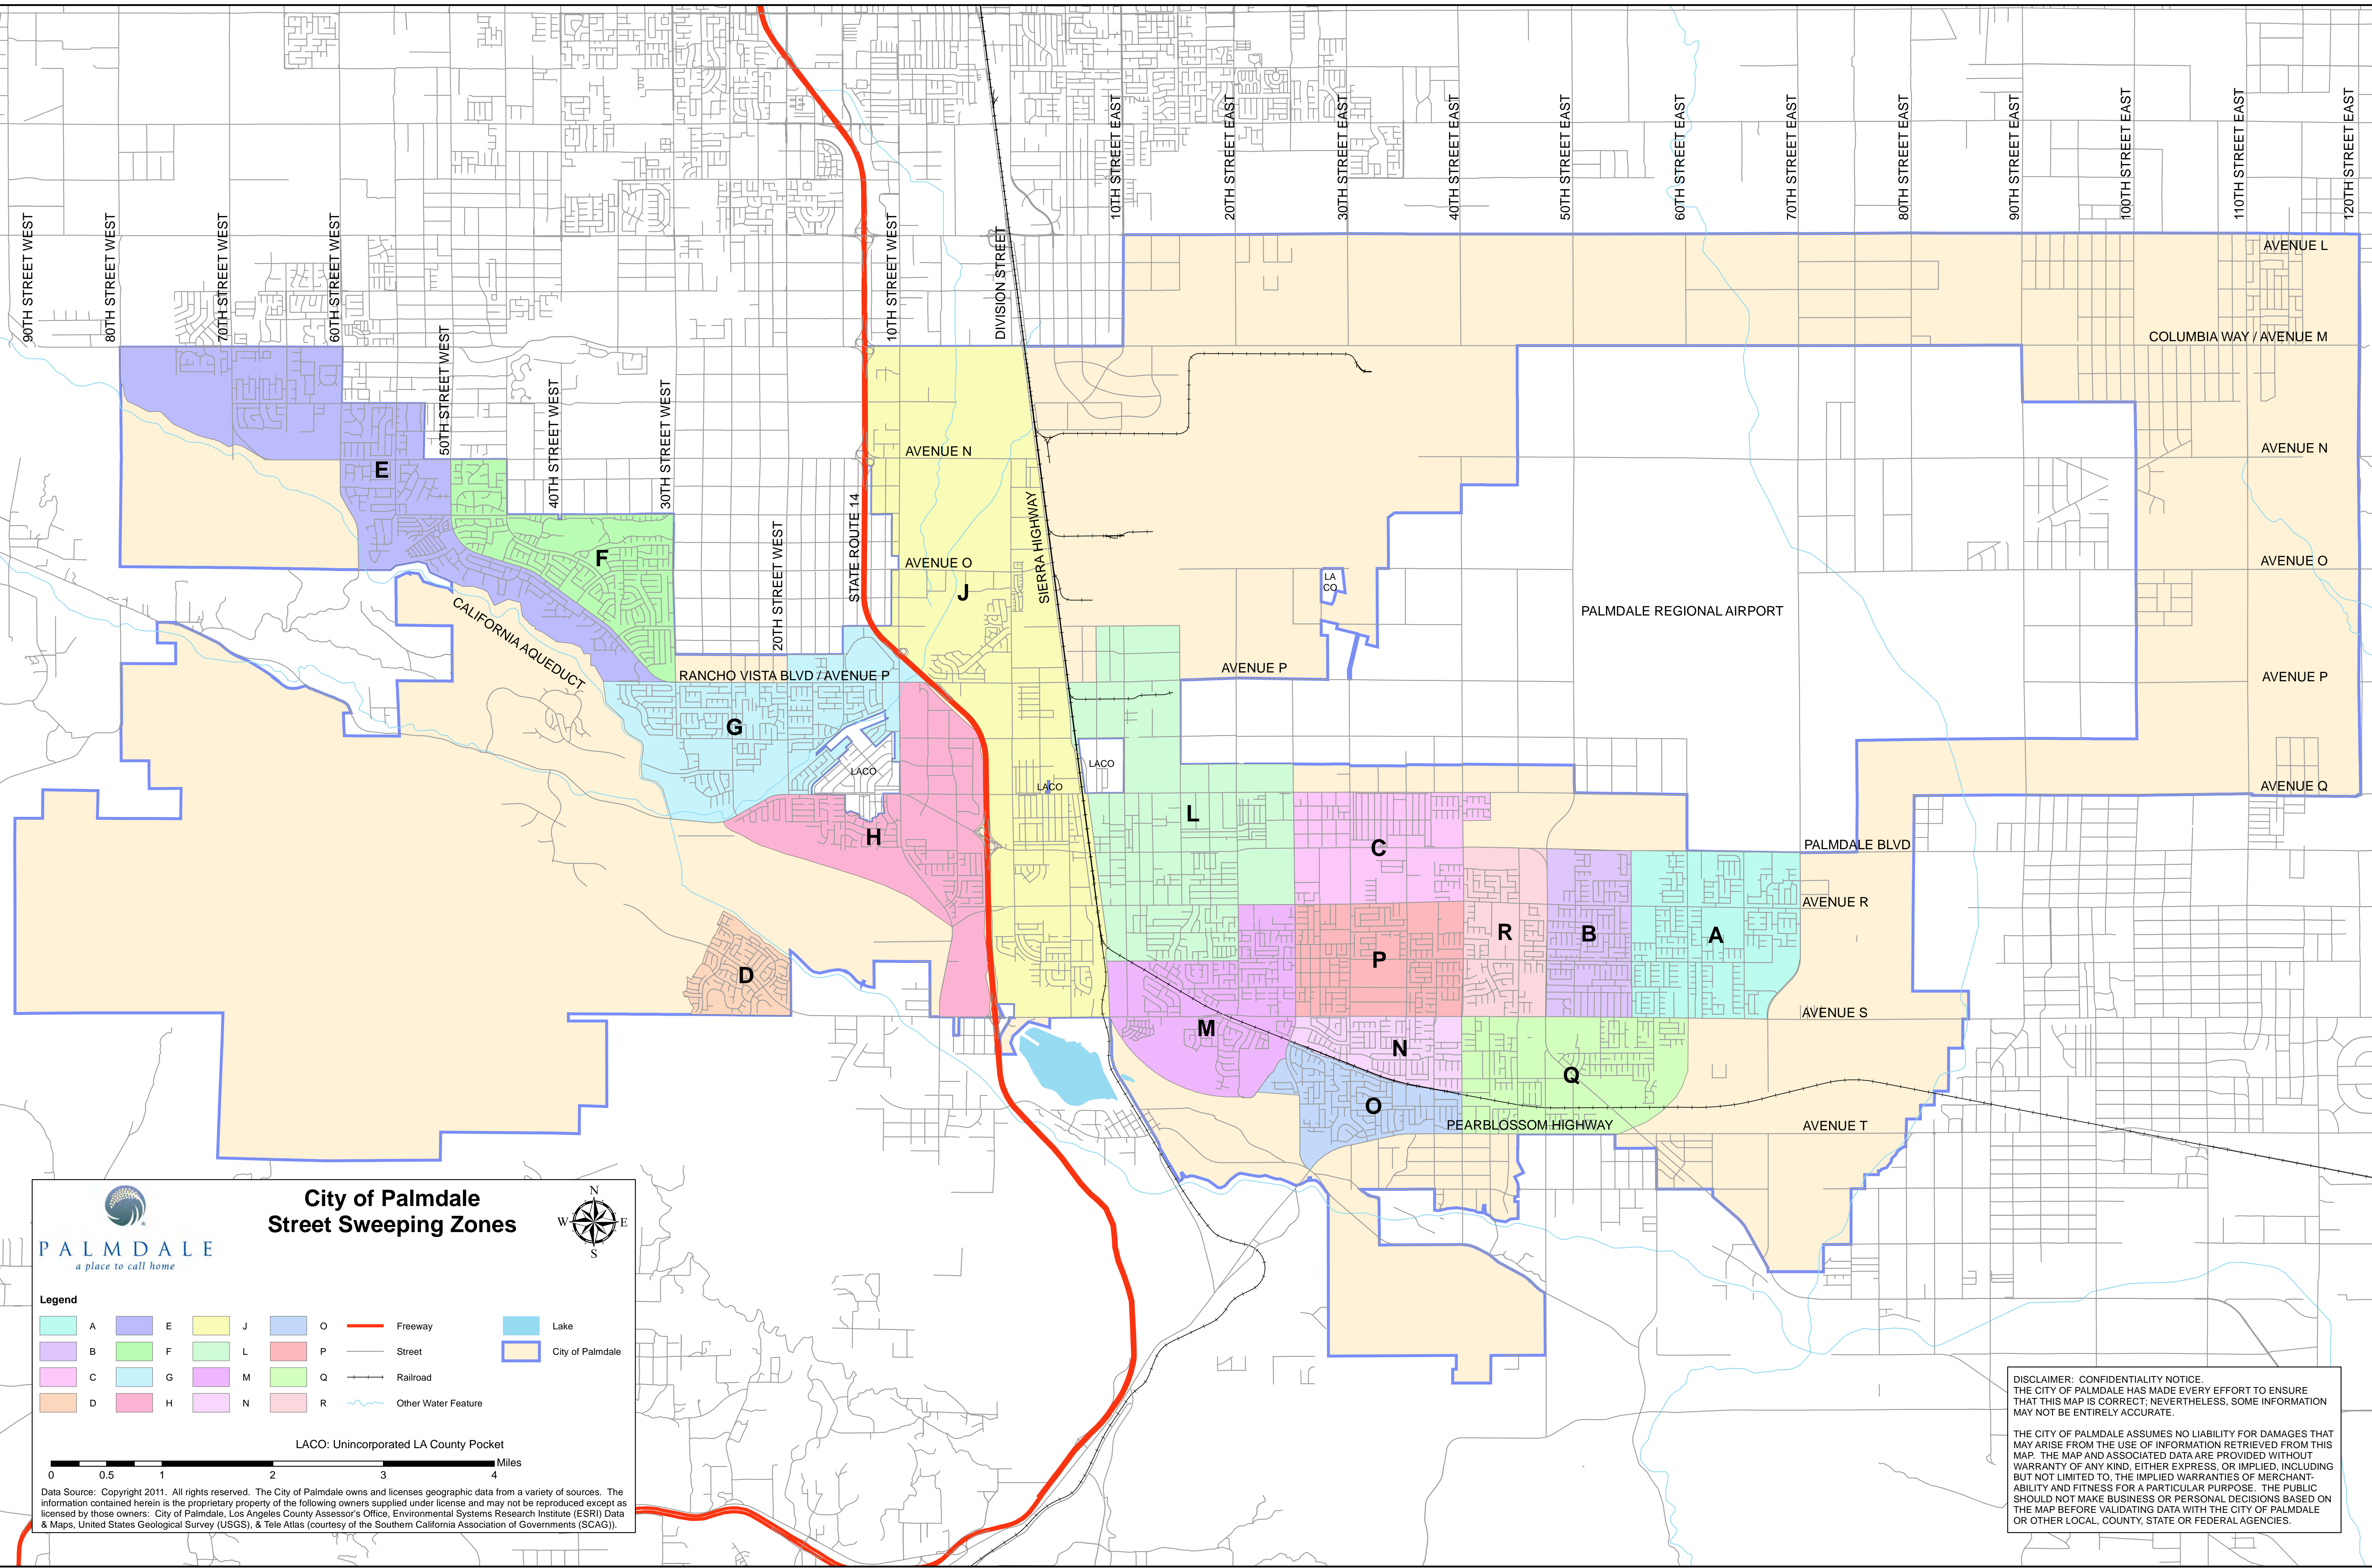 10TH STREET EAST
20TH STREET EAST
30TH STREET EAST
40TH STREET EAST
50TH STREET EAST
60TH STREET EAST
70TH STREET EAST
80TH STREET EAST
90TH STREET EAST
100TH STREET EAST
110TH STREET EAST
120TH STREET EAST
90TH STREET WEST
80TH STREET WEST
70TH STREET WEST
60TH STREET WEST
50TH STREET WEST
40TH STREET WEST
30TH STREET WEST
20TH STREET WEST
STATE ROUTE 14
10TH STREET WEST
DIVISION STREET
SIERRA HIGHWAY
AVENUE L
COLUMBIA WAY / AVENUE M
AVENUE N
AVENUE N
E
F
AVENUE O
AVENUE O
J
LA
CO
PALMDALE REGIONAL AIRPORT
CALIFORNIA AQUEDUCT
RANCHO VISTA BLVD / AVENUE P
AVENUE P
AVENUE P
G
LACO
LACO
LACO
AVENUE Q
L
H
C
PALMDALE BLVD
AVENUE R
R
B
A
P
D
AVENUE S
M
N
Q
O
PEARBLOSSOM HIGHWAY
AVENUE T
PALMDALE
®
a place to call home
City of Palmdale
Street Sweeping Zones
N
W
E
S
Legend
A E J O Freeway Lake
B F L P Street City of Palmdale
C G M Q Railroad
D H N R Other Water Feature
LACO: Unincorporated LA County Pocket
Miles
0 0.5 1 2 3 4
Data Source: Copyright 2011. All rights reserved. The City of Palmdale owns and licenses geographic data from a variety of sources. The
information contained herein is the proprietary property of the following owners supplied under license and may not be reproduced except as
licensed by those owners: City of Palmdale, Los Angeles County Assessor's Office, Environmental Systems Research Institute (ESRI) Data
& Maps, United States Geological Survey (USGS), & Tele Atlas (courtesy of the Southern California Association of Governments (SCAG)).
DISCLAIMER: CONFIDENTIALITY NOTICE.
THE CITY OF PALMDALE HAS MADE EVERY EFFORT TO ENSURE
THAT THIS MAP IS CORRECT; NEVERTHELESS, SOME INFORMATION
MAY NOT BE ENTIRELY ACCURATE.
THE CITY OF PALMDALE ASSUMES NO LIABILITY FOR DAMAGES THAT
MAY ARISE FROM THE USE OF INFORMATION RETRIEVED FROM THIS
MAP. THE MAP AND ASSOCIATED DATA ARE PROVIDED WITHOUT
WARRANTY OF ANY KIND, EITHER EXPRESS, OR IMPLIED, INCLUDING
BUT NOT LIMITED TO, THE IMPLIED WARRANTIES OF MERCHANT-
ABILITY AND FITNESS FOR A PARTICULAR PURPOSE. THE PUBLIC
SHOULD NOT MAKE BUSINESS OR PERSONAL DECISIONS BASED ON
THE MAP BEFORE VALIDATING DATA WITH THE CITY OF PALMDALE
OR OTHER LOCAL, COUNTY, STATE OR FEDERAL AGENCIES.